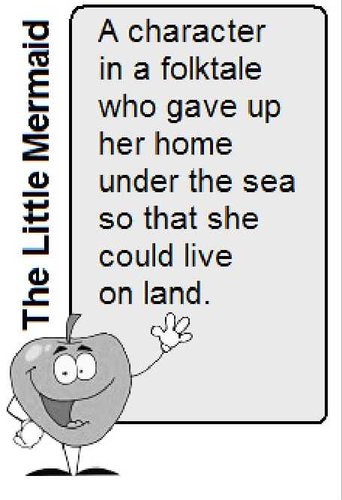 The Little Mermaid
A character
in a folktale
who gave up
her home
under the sea
so that she
could live
on land.